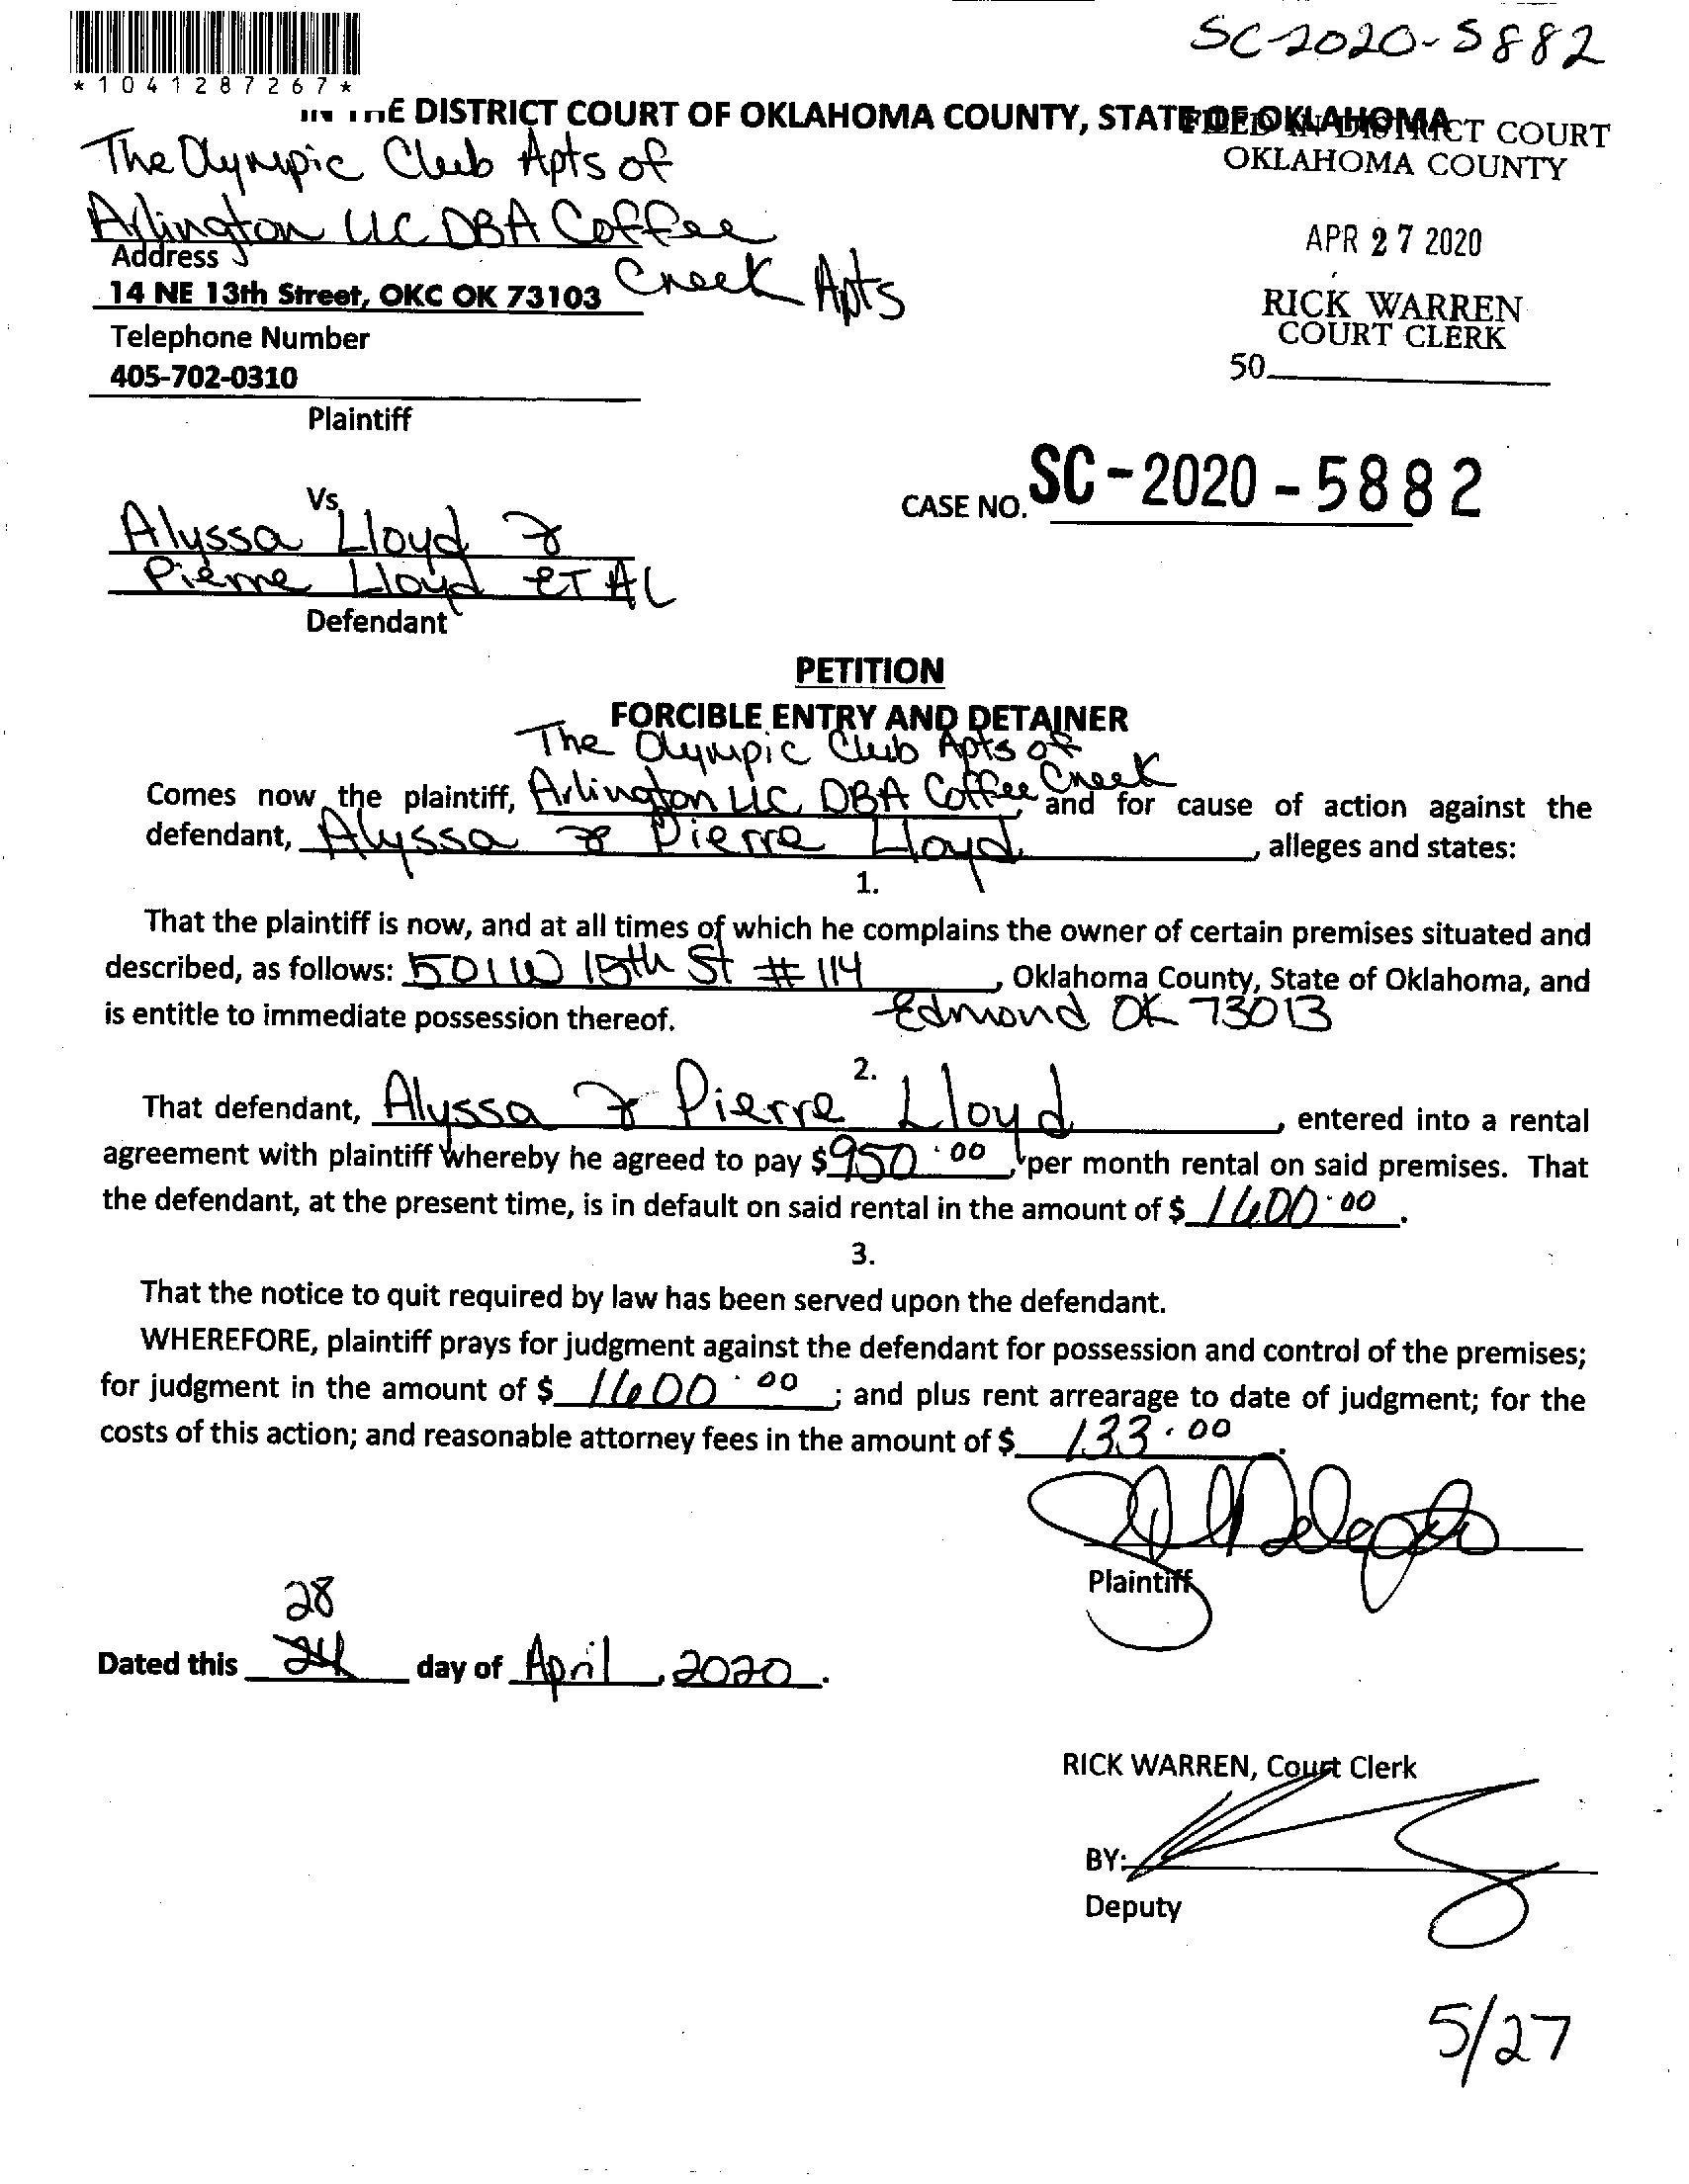 SC-2020-5882
*1041287267*
IN THE DISTRICT COURT OF OKLAHOMA COUNTY, STATE OF OKLAHOMA
FILED IN DISTRICT COURT
OKLAHOMA COUNTY
The Olympic Club Apts of
Arlington LLC DBA Coffee
Creek Apts
APR 27 2020
Address
14 NE 13th Street, OKC OK 73103
RICK WARREN
COURT CLERK
Telephone Number
50
405-702-0310
Plaintiff
Vs.
CASE NO. SC-2020-5882
Alyssa Lloyd &
Pierre Lloyd ET AL
Defendant
PETITION
FORCIBLE ENTRY AND DETAINER
The Olympic Club Apts of
Comes now the plaintiff, Arlington LLC DBA Coffee Creek, and for cause of action against the
defendant, Alyssa & Pierre Lloyd, alleges and states:
1.
That the plaintiff is now, and at all times of which he complains the owner of certain premises situated and
described, as follows: 501 W 15th St # 114, Oklahoma County, State of Oklahoma, and
is entitle to immediate possession thereof. Edmond OK 73013
2.
That defendant, Alyssa & Pierre Lloyd, entered into a rental
agreement with plaintiff whereby he agreed to pay $950.00, per month rental on said premises. That
the defendant, at the present time, is in default on said rental in the amount of $1600.00.
3.
That the notice to quit required by law has been served upon the defendant.
WHEREFORE, plaintiff prays for judgment against the defendant for possession and control of the premises;
for judgment in the amount of $1600.00; and plus rent arrearage to date of judgment; for the
costs of this action; and reasonable attorney fees in the amount of $133.00.
Plaintiff
28
Dated this 24 day of April, 2020.
RICK WARREN, Court Clerk
BY:
Deputy
5/27